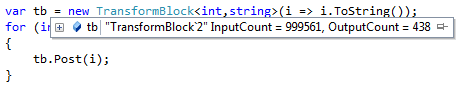 var tb = new TransformBlock<int,string>(i => i.ToString());
for (in
tb "TransformBlock`2" InputCount = 999561, OutputCount = 438
{
tb.Post(i);
}